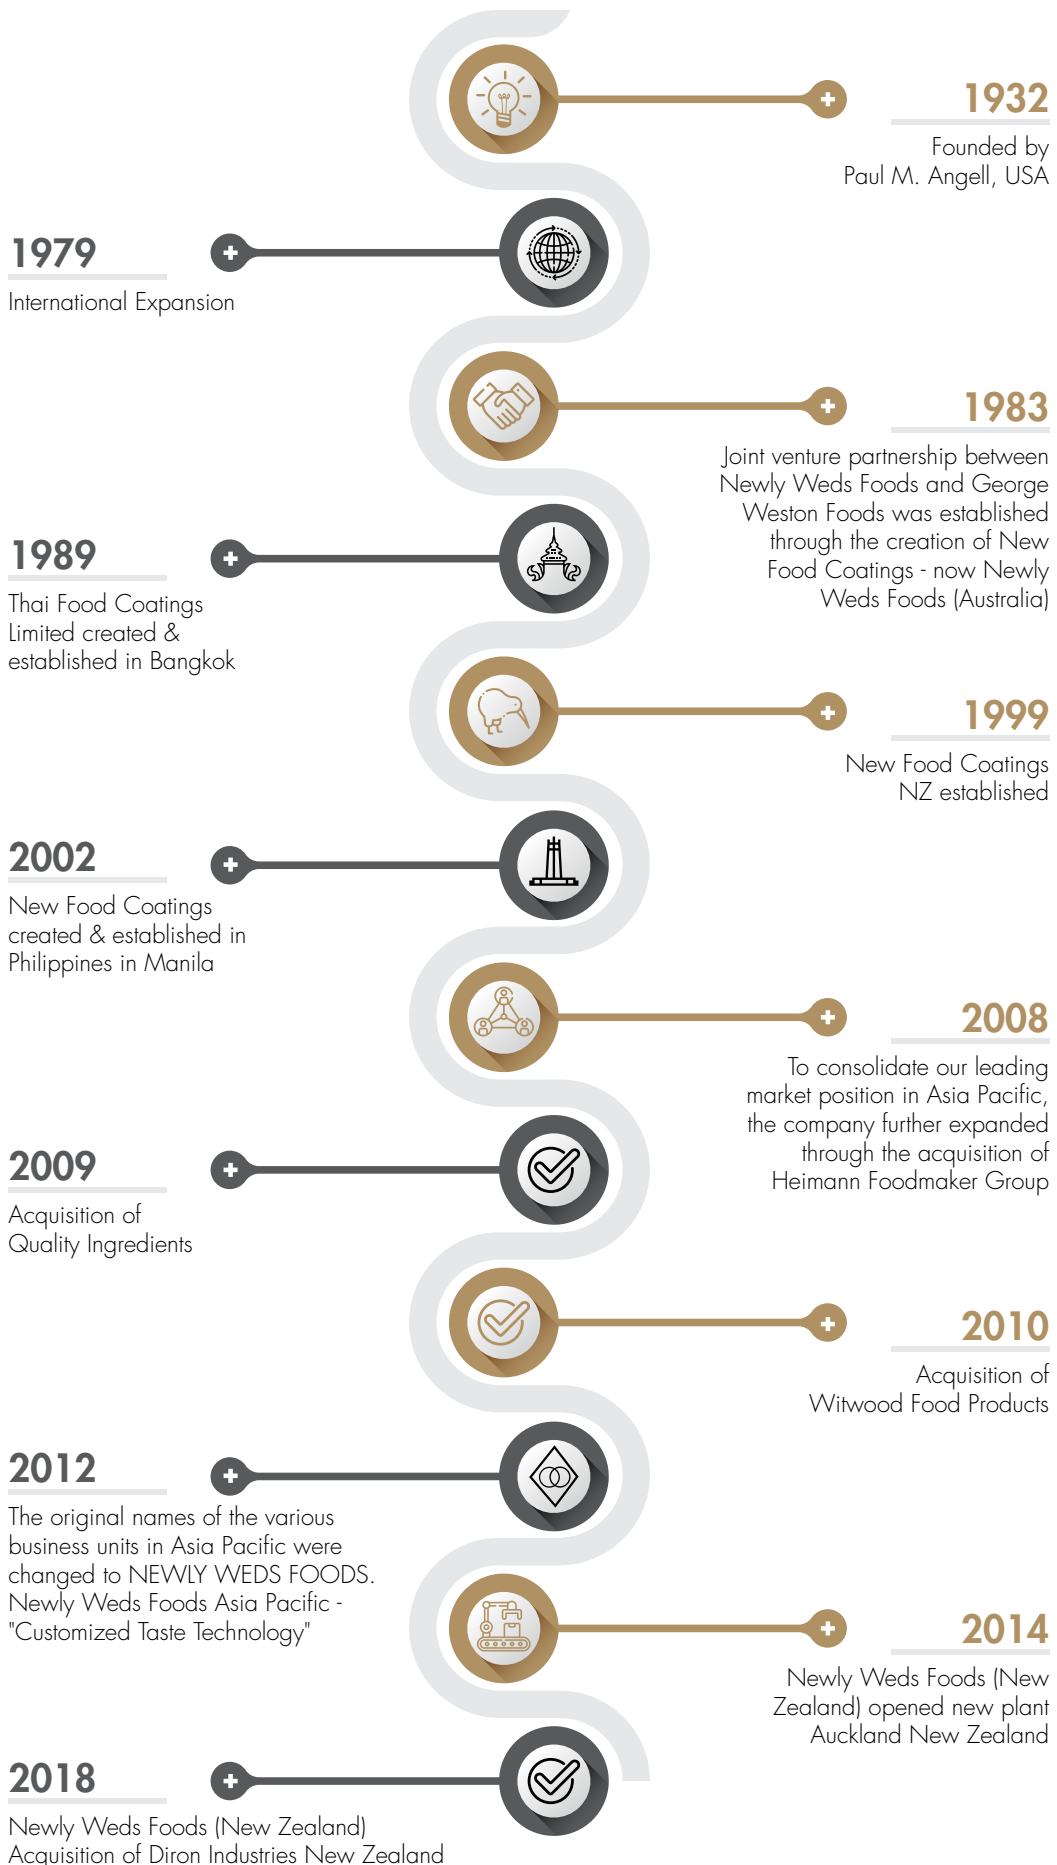 1932
Founded by
Paul M. Angell, USA
1979
International Expansion
1983
Joint venture partnership between
Newly Weds Foods and George
Weston Foods was established
through the creation of New
Food Coatings - now Newly
Weds Foods (Australia)
1989
Thai Food Coatings
Limited created &
established in Bangkok
1999
New Food Coatings
NZ established
2002
New Food Coatings
created & established in
Philippines in Manila
2008
To consolidate our leading
market position in Asia Pacific,
the company further expanded
through the acquisition of
Heimann Foodmaker Group
2009
Acquisition of
Quality Ingredients
2010
Acquisition of
Witwood Food Products
2012
The original names of the various
business units in Asia Pacific were
changed to NEWLY WEDS FOODS.
Newly Weds Foods Asia Pacific -
"Customized Taste Technology"
2014
Newly Weds Foods (New
Zealand) opened new plant
Auckland New Zealand
2018
Newly Weds Foods (New Zealand)
Acquisition of Diron Industries New Zealand